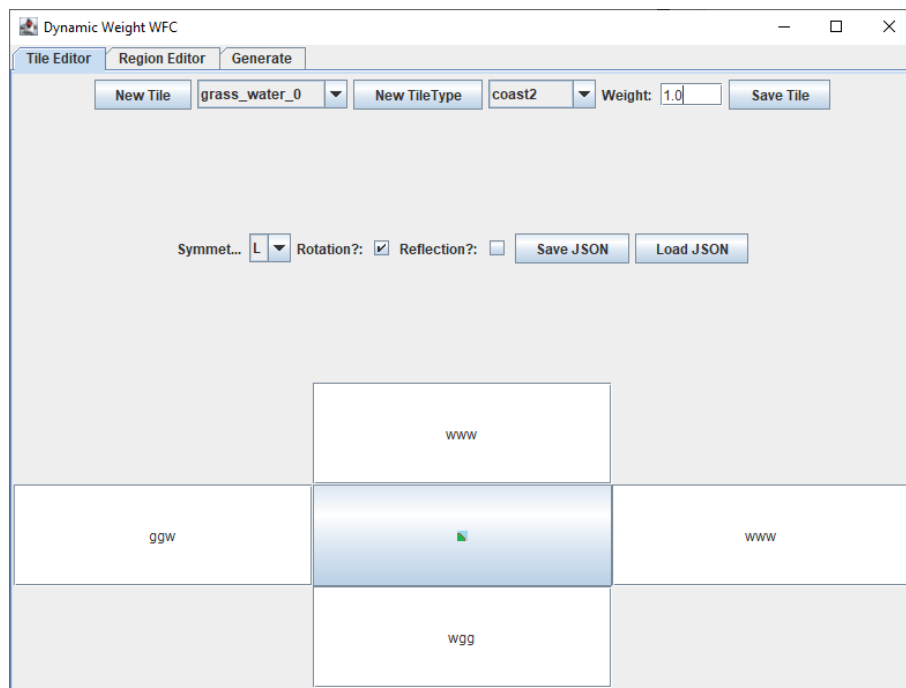 Dynamic Weight WFC
Tile Editor Region Editor Generate
New Tile grass_water_0 New TileType coast2 Weight: 1.0 Save Tile
Symmet... L Rotation?: Reflection?: Save JSON Load JSON
www
ggw www
wgg